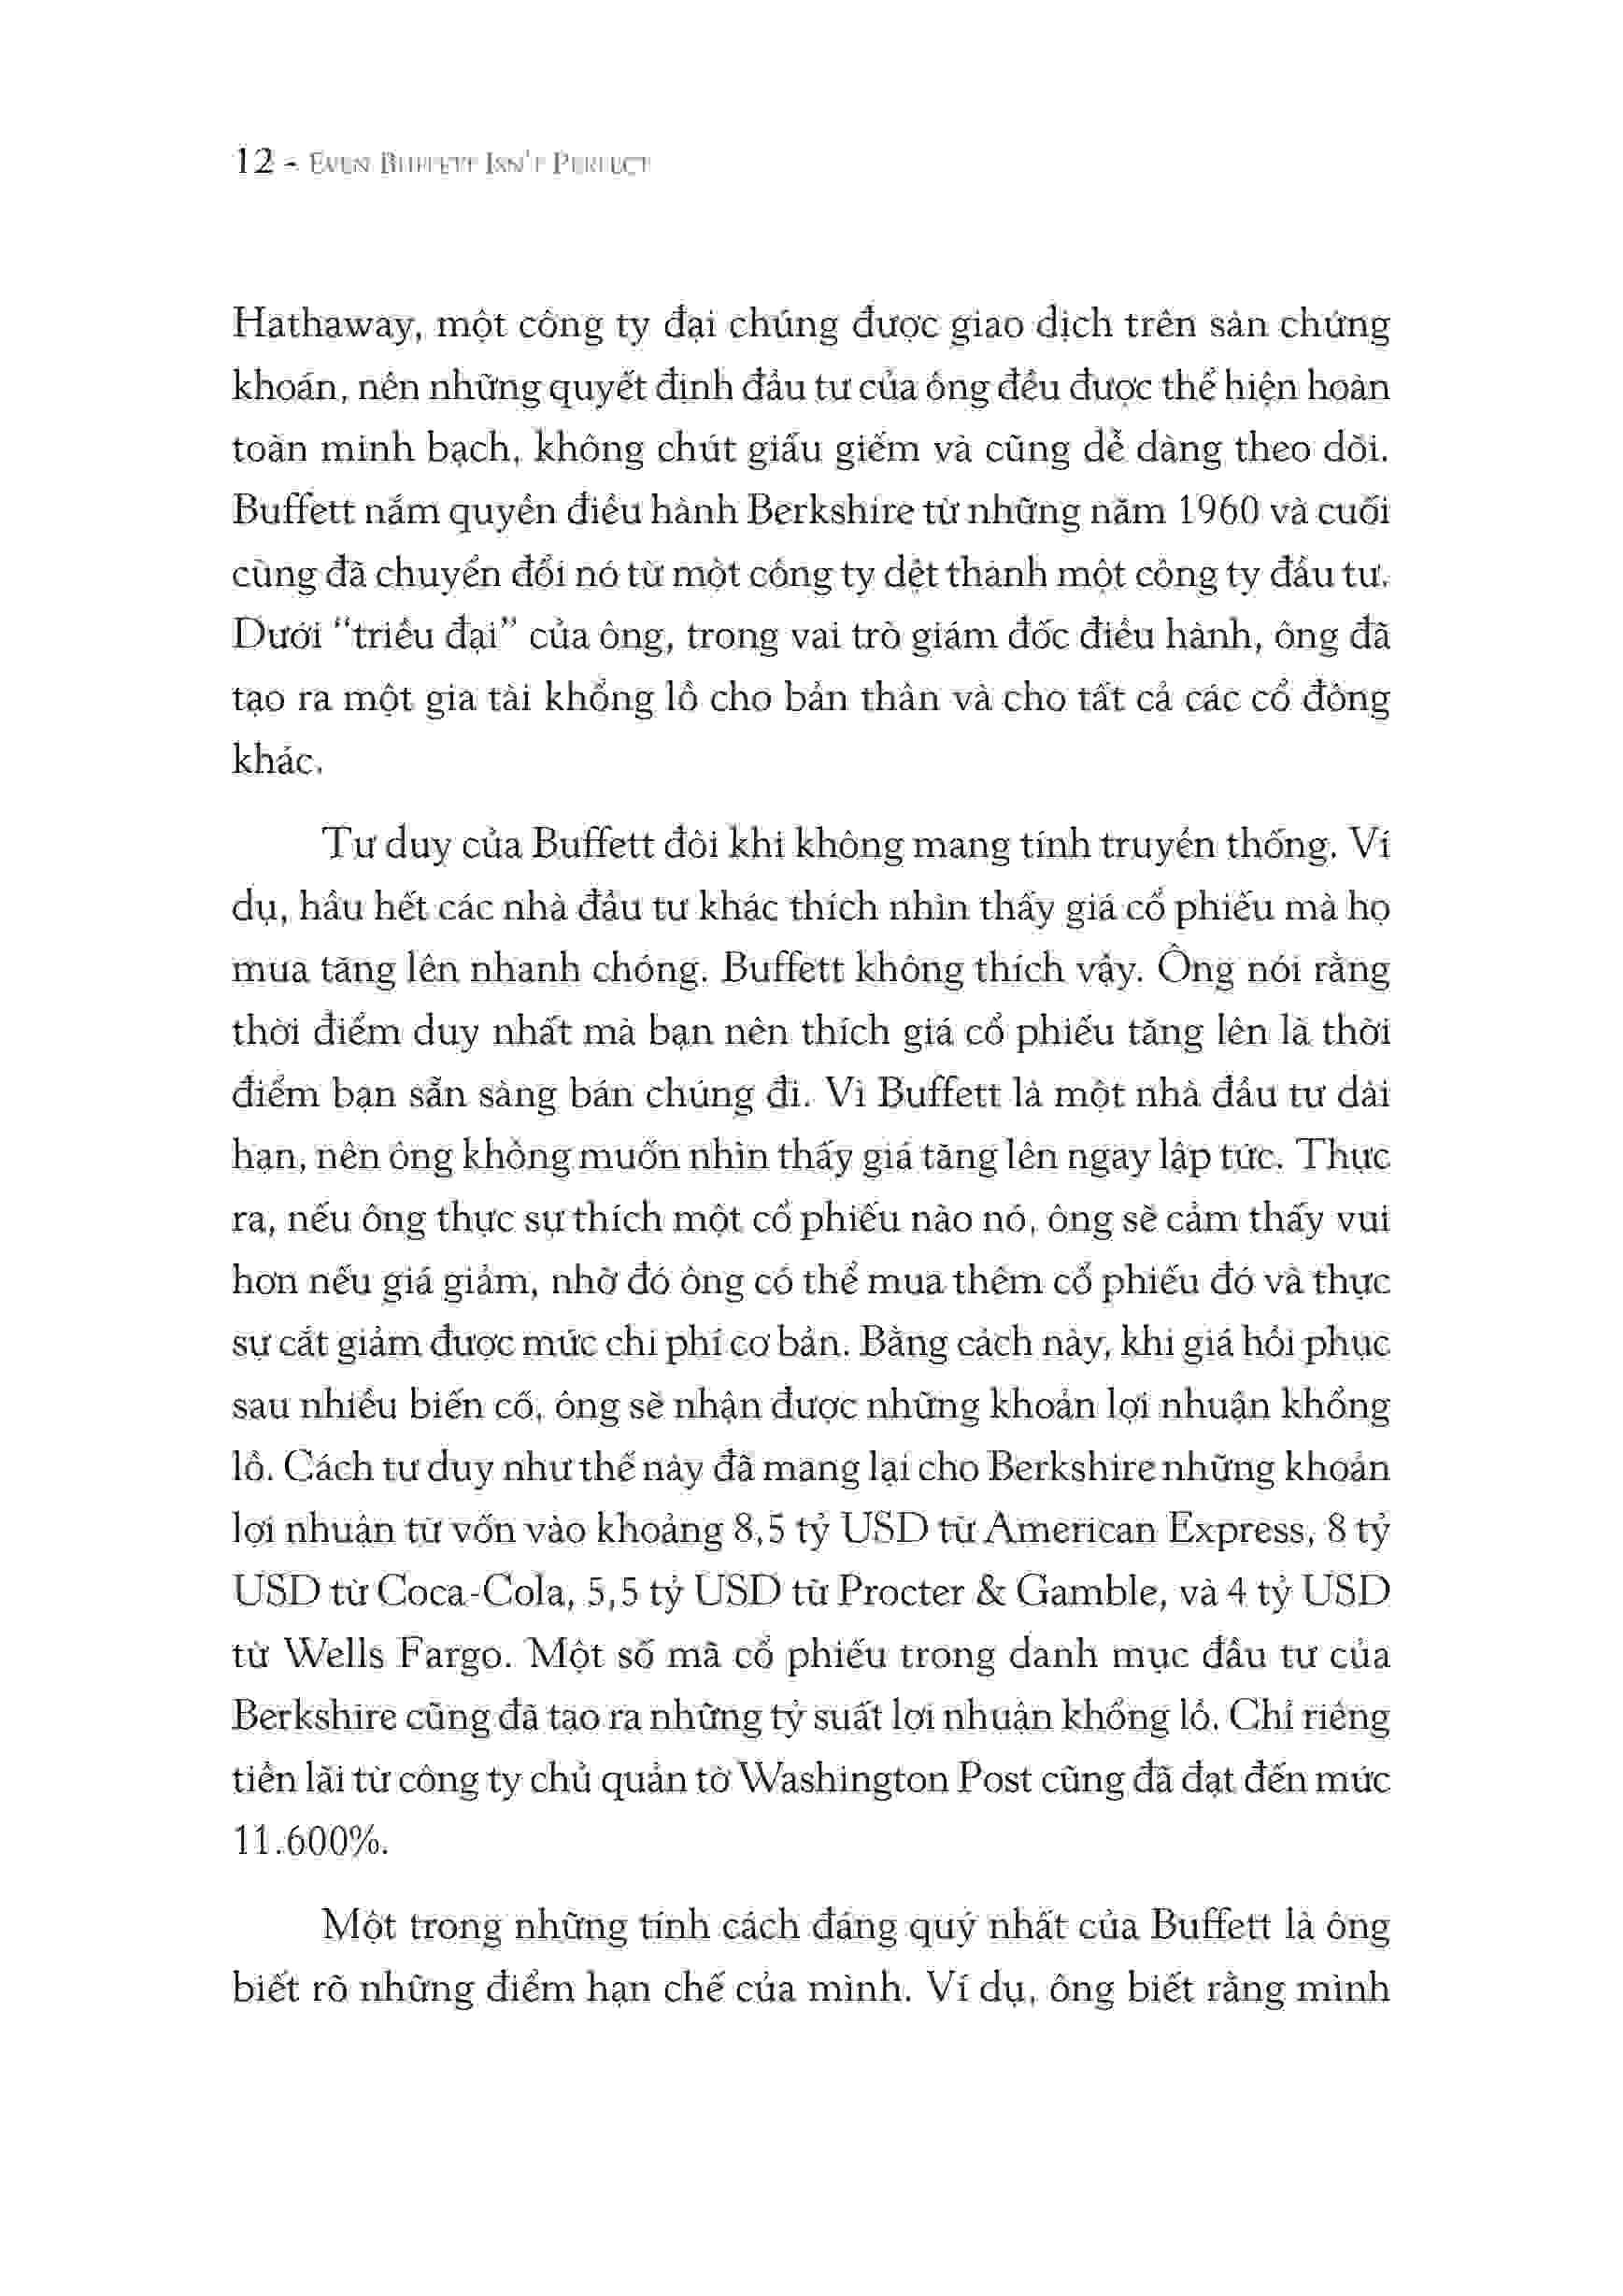 12 - Even Buffett Isn't Perfect
Hathaway, một công ty đại chúng được giao dịch trên sàn chứng
khoán, nên những quyết định đầu tư của ông đều được thể hiện hoàn
toàn minh bạch, không chút giấu giếm và cũng dễ dàng theo dõi.
Buffett nắm quyền điều hành Berkshire từ những năm 1960 và cuối
cùng đã chuyển đổi nó từ một công ty dệt thành một công ty đầu tư.
Dưới “triều đại” của ông, trong vai trò giám đốc điều hành, ông đã
tạo ra một gia tài khổng lồ cho bản thân và cho tất cả các cổ đông
khác.
Tư duy của Buffett đôi khi không mang tính truyền thống. Ví
dụ, hầu hết các nhà đầu tư khác thích nhìn thấy giá cổ phiếu mà họ
mua tăng lên nhanh chóng. Buffett không thích vậy. Ông nói rằng
thời điểm duy nhất mà bạn nên thích giá cổ phiếu tăng lên là thời
điểm bạn sẵn sàng bán chúng đi. Vì Buffett là một nhà đầu tư dài
hạn, nên ông không muốn nhìn thấy giá tăng lên ngay lập tức. Thực
ra, nếu ông thực sự thích một cổ phiếu nào nó, ông sẽ cảm thấy vui
hơn nếu giá giảm, nhờ đó ông có thể mua thêm cổ phiếu đó và thực
sự cắt giảm được mức chi phí cơ bản. Bằng cách này, khi giá hồi phục
sau nhiều biến cố, ông sẽ nhận được những khoản lợi nhuận khổng
lồ. Cách tư duy như thế này đã mang lại cho Berkshire những khoản
lợi nhuận từ vốn vào khoảng 8,5 tỷ USD từ American Express, 8 tỷ
USD từ Coca-Cola, 5,5 tỷ USD từ Procter & Gamble, và 4 tỷ USD
từ Wells Fargo. Một số mã cổ phiếu trong danh mục đầu tư của
Berkshire cũng đã tạo ra những tỷ suất lợi nhuận khổng lồ. Chỉ riêng
tiền lãi từ công ty chủ quản tờ Washington Post cũng đã đạt đến mức
11.600%.
Một trong những tính cách đáng quý nhất của Buffett là ông
biết rõ những điểm hạn chế của mình. Ví dụ, ông biết rằng mình